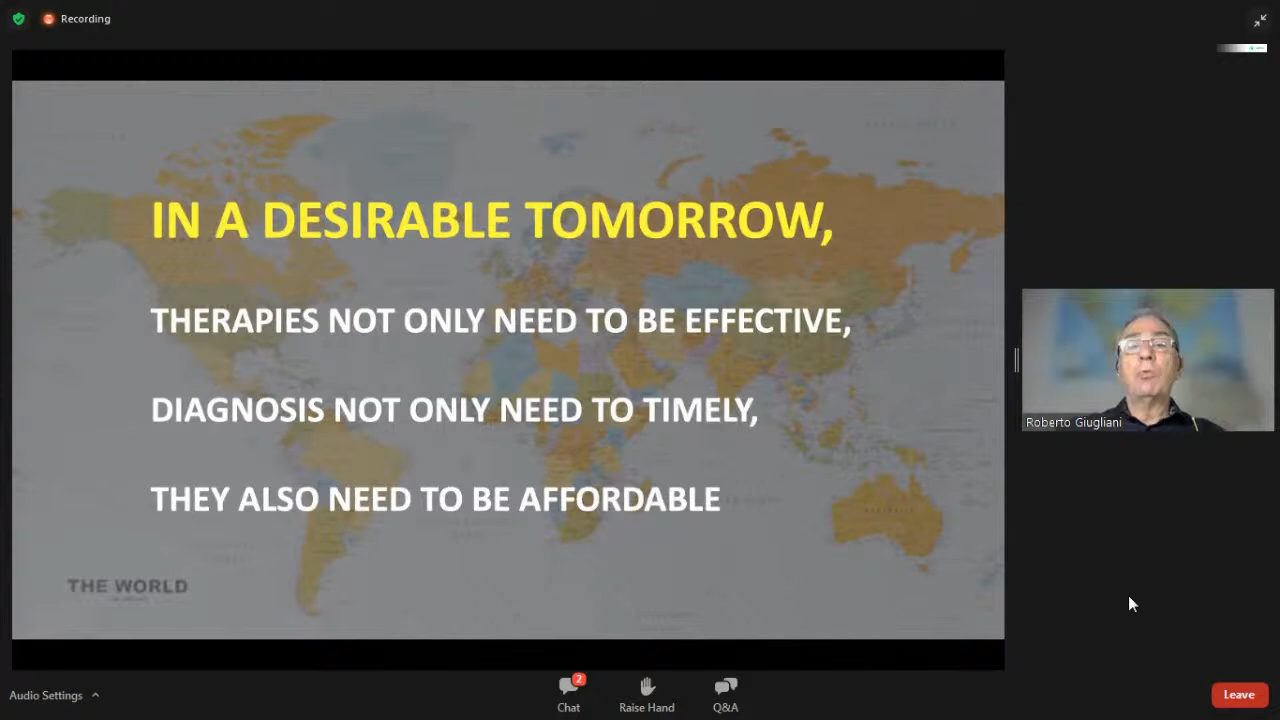 Recording
IN A DESIRABLE TOMORROW,
THERAPIES NOT ONLY NEED TO BE EFFECTIVE,
DIAGNOSIS NOT ONLY NEED TO TIMELY,
THEY ALSO NEED TO BE AFFORDABLE
THE WORLD
Roberto Giugliani
Audio Settings
2
Chat
Raise Hand
Q&A
Leave